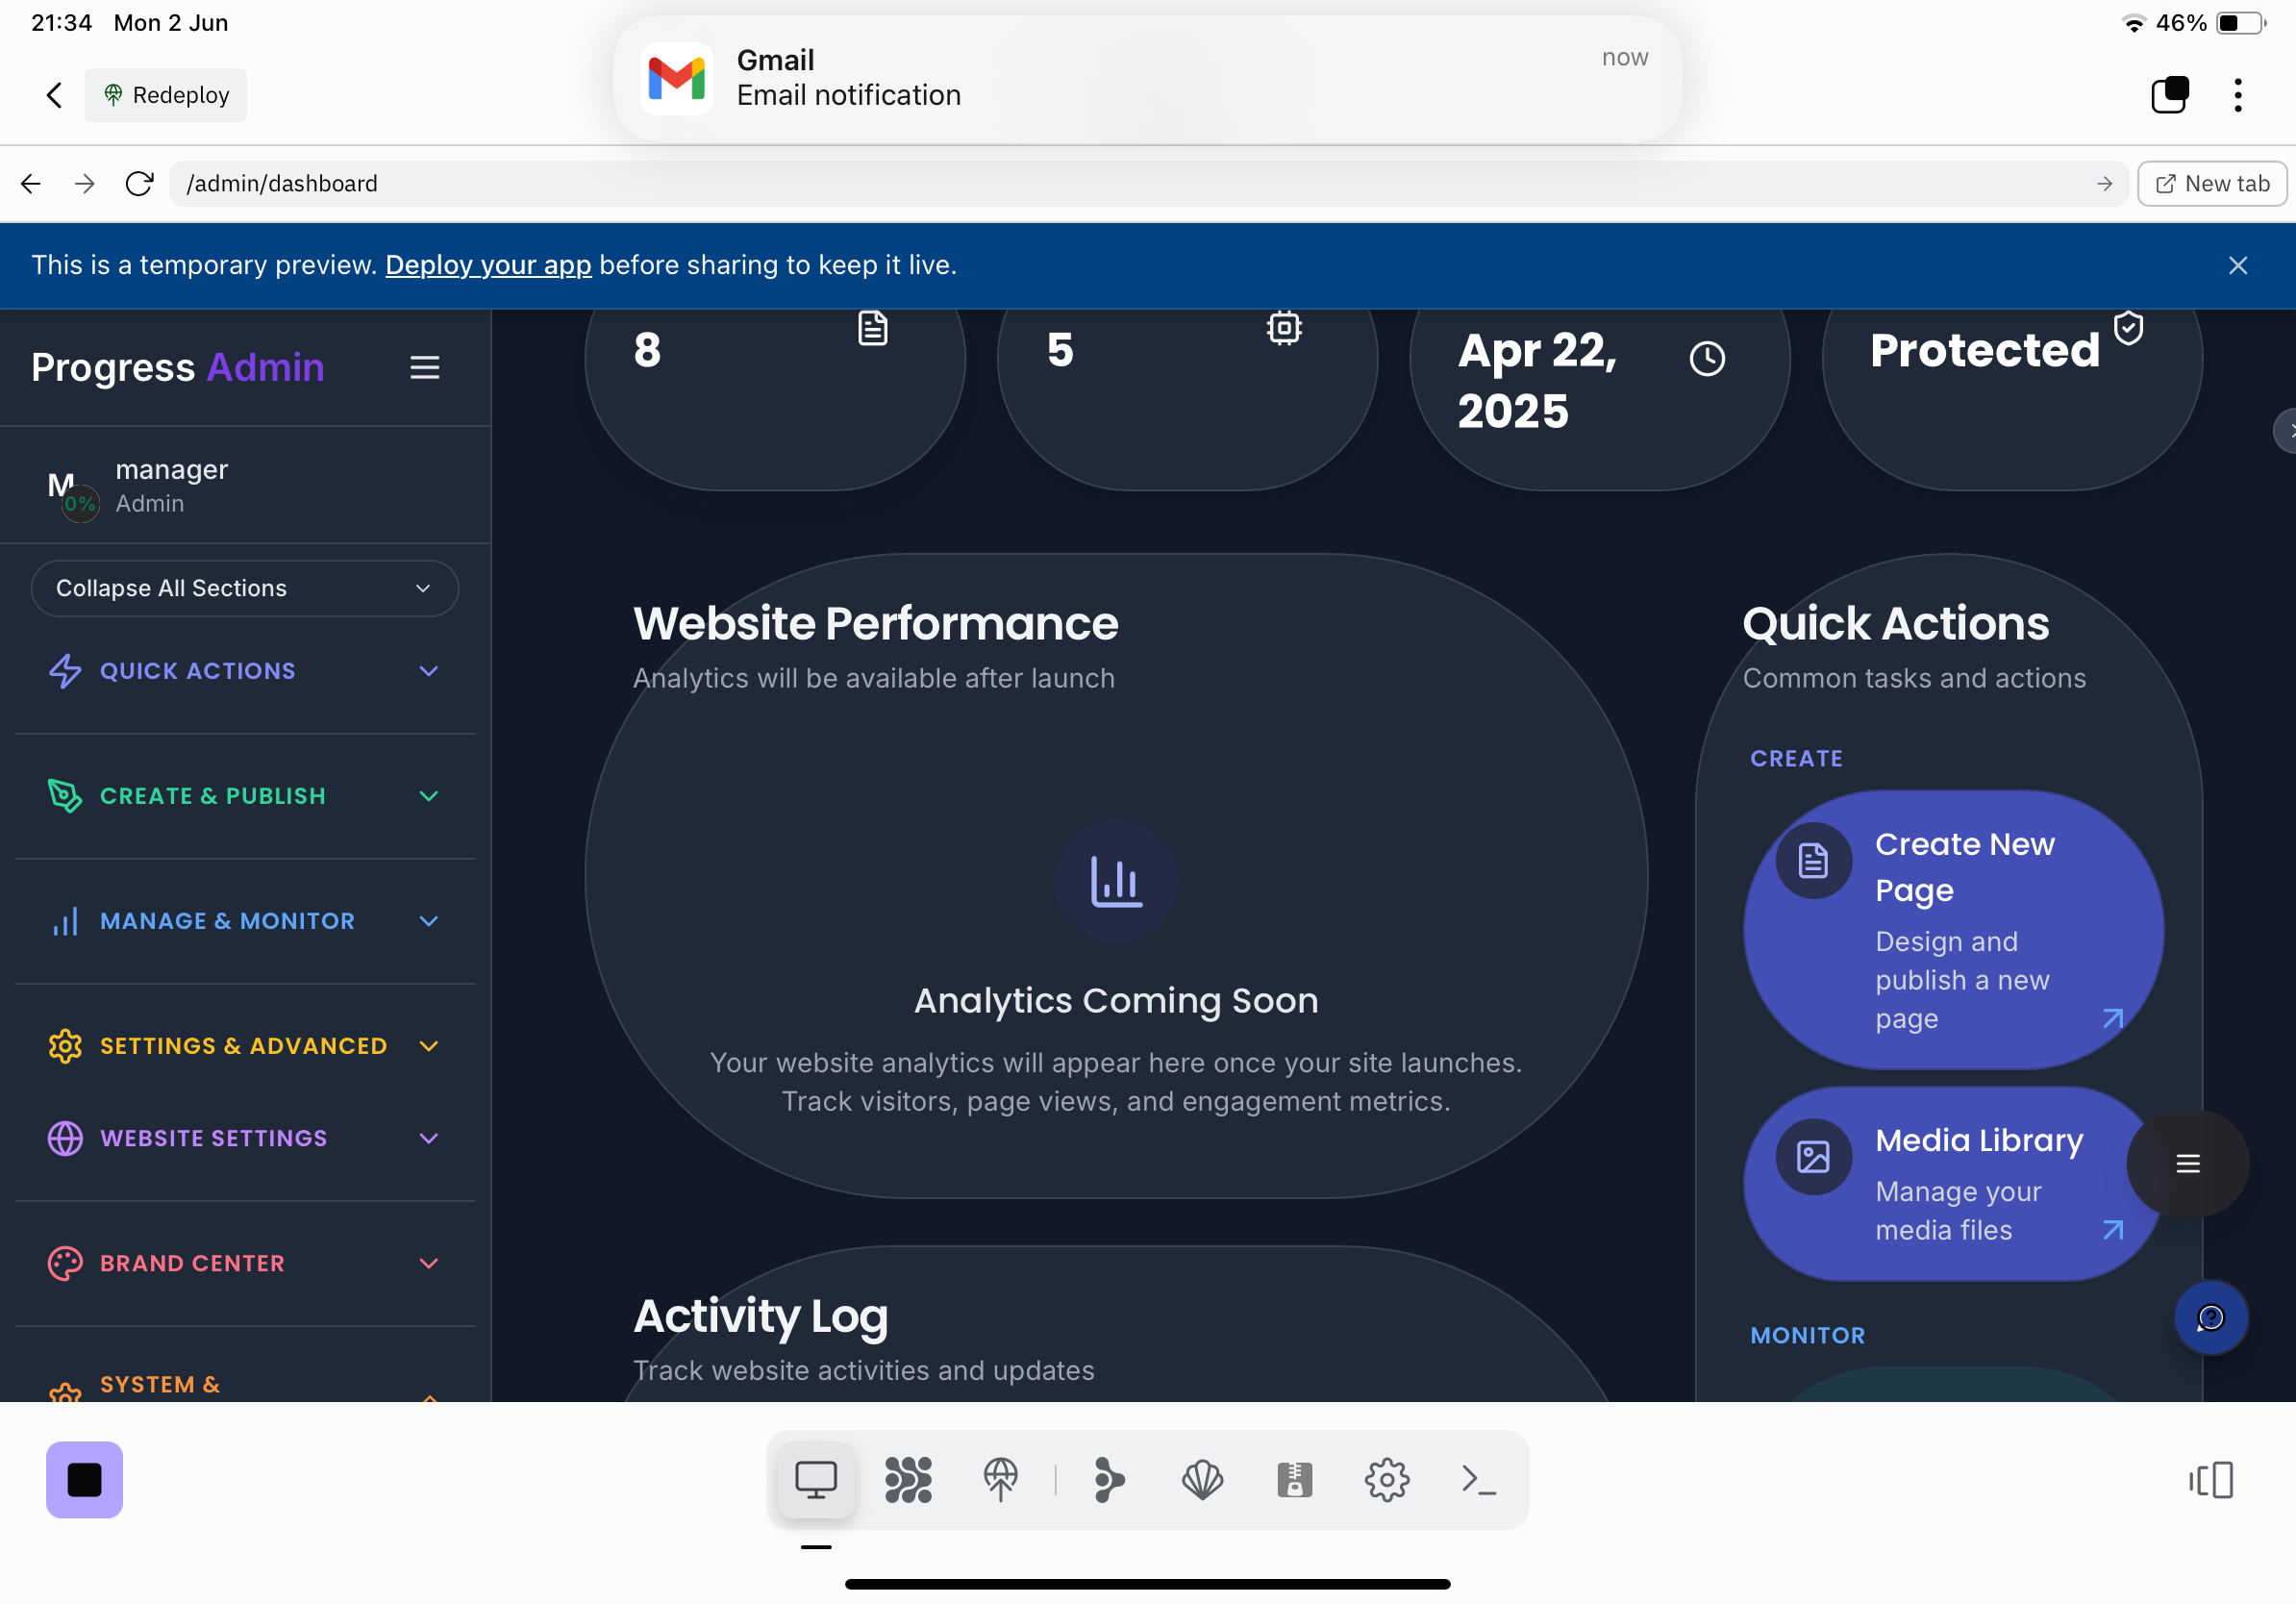 21:34 Mon 2 Jun
46%
Gmail
now
Email notification
Redeploy
/admin/dashboard
New tab
This is a temporary preview. Deploy your app before sharing to keep it live.
Progress Admin
M
0%
manager
Admin
Collapse All Sections
QUICK ACTIONS
CREATE & PUBLISH
MANAGE & MONITOR
SETTINGS & ADVANCED
WEBSITE SETTINGS
BRAND CENTER
SYSTEM &
8
5
Apr 22,
2025
Protected
Website Performance
Analytics will be available after launch
Analytics Coming Soon
Your website analytics will appear here once your site launches.
Track visitors, page views, and engagement metrics.
Activity Log
Track website activities and updates
Quick Actions
Common tasks and actions
CREATE
Create New
Page
Design and
publish a new
page
Media Library
Manage your
media files
MONITOR